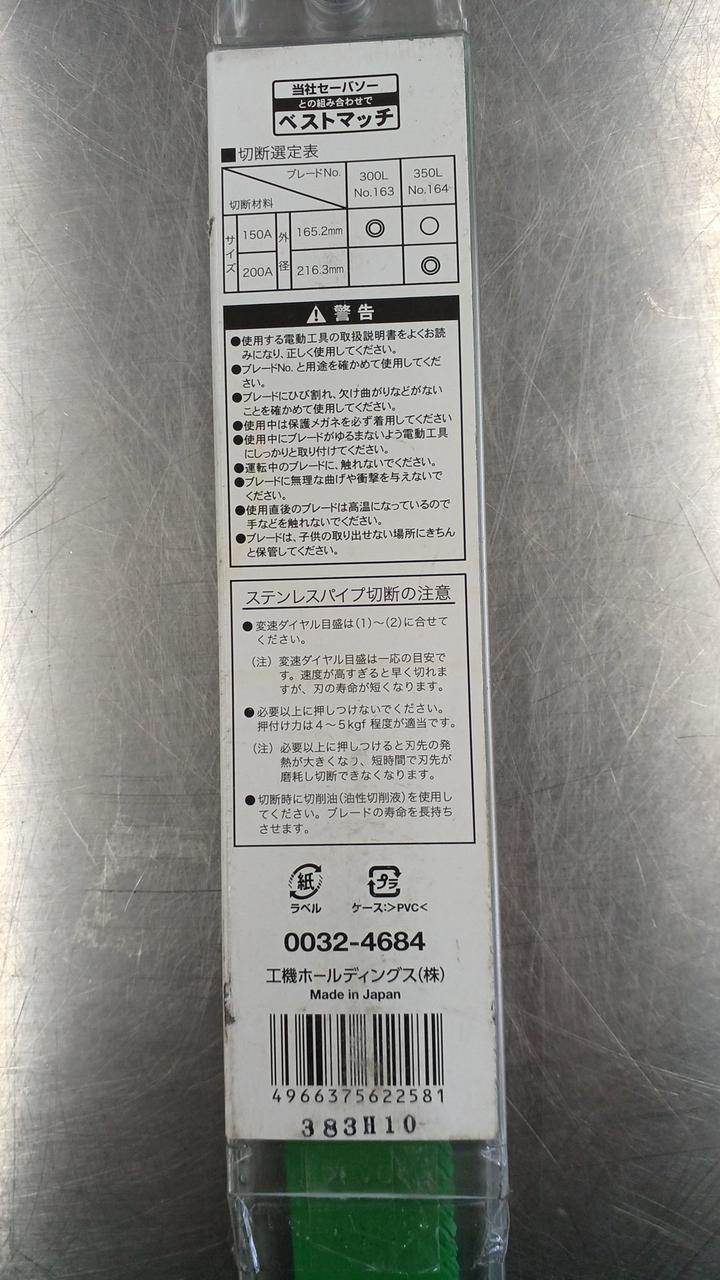 当社セーバソー
との組み合わせで
ベストマッチ
■切断選定表
ブレードNo.
300L
No.163
350L
No.164
切断材料
サイズ
150A
外径
165.2mm
◎
○
200A
216.3mm
◎
警告
●使用する電動工具の取扱説明書をよくお読
みになり、正しく使用してください。
●ブレードNo. と用途を確かめて使用してくだ
さい。
●ブレードにひび割れ、欠け曲がりなどがない
ことを確かめて使用してください。
●使用中は保護メガネを必ず着用してください
●使用中にブレードがゆるまないよう電動工具
にしっかりと取り付けてください。
●運転中のブレードに、触れないでください。
●ブレードに無理な曲げや衝撃を与えないで
ください。
●使用直後のブレードは高温になっているので
手などを触れないでください。
●ブレードは、子供の取り出せない場所にきちん
と保管してください。
ステンレスパイプ切断の注意
●変速ダイヤル目盛は(1)～(2)に合せて
ください。
（注）変速ダイヤル目盛は一応の目安で
す。速度が高すぎると早く切れま
すが、刃の寿命が短くなります。
●必要以上に押しつけないでください。
押付け力は4～5kgf 程度が適当です。
（注）必要以上に押しつけると刃先の発
熱が大きくなり、短時間で刃先が
磨耗し切断できなくなります。
●切断時に切削油(油性切削液)を使用し
てください。ブレードの寿命を長持ち
させます。
紙
ラベル
プラ
ケース:>PVC<
0032-4684
工機ホールディングス(株)
Made in Japan
4966375622581
383H10